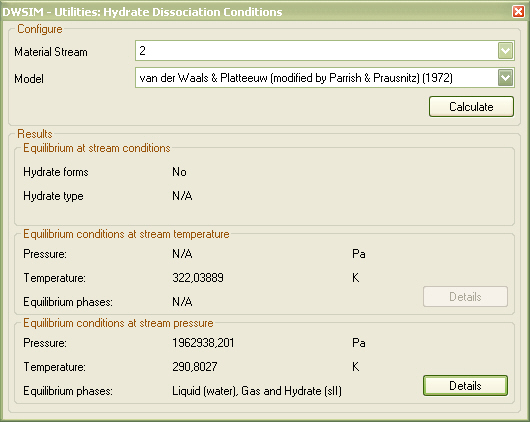 DWSIM - Utilities: Hydrate Dissociation Conditions
Configure
Material Stream 2
Model van der Waals & Platteeuw (modified by Parrish & Prausnitz) (1972)
Calculate
Results
Equilibrium at stream conditions
Hydrate forms No
Hydrate type N/A
Equilibrium conditions at stream temperature
Pressure: N/A Pa
Temperature: 322,03889 K
Equilibrium phases: N/A
Details
Equilibrium conditions at stream pressure
Pressure: 1962938,201 Pa
Temperature: 290,8027 K
Equilibrium phases: Liquid (water), Gas and Hydrate (sII)
Details